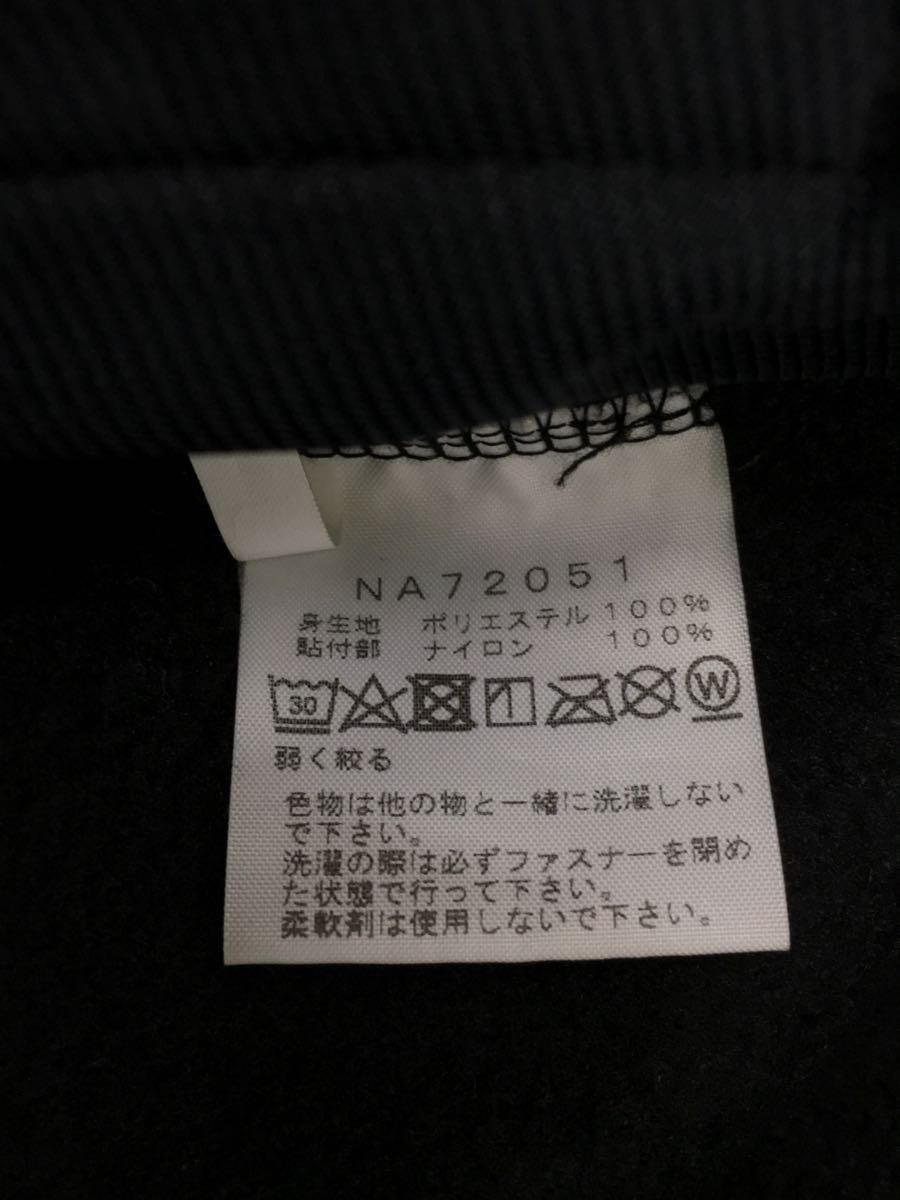 NA72051
身生地 ポリエステル 100%
貼付部 ナイロン 100%
30 W
弱く絞る
色物は他の物と一緒に洗濯しない
で下さい。
洗濯の際は必ずファスナーを閉め
た状態で行って下さい。
柔軟剤は使用しないで下さい。